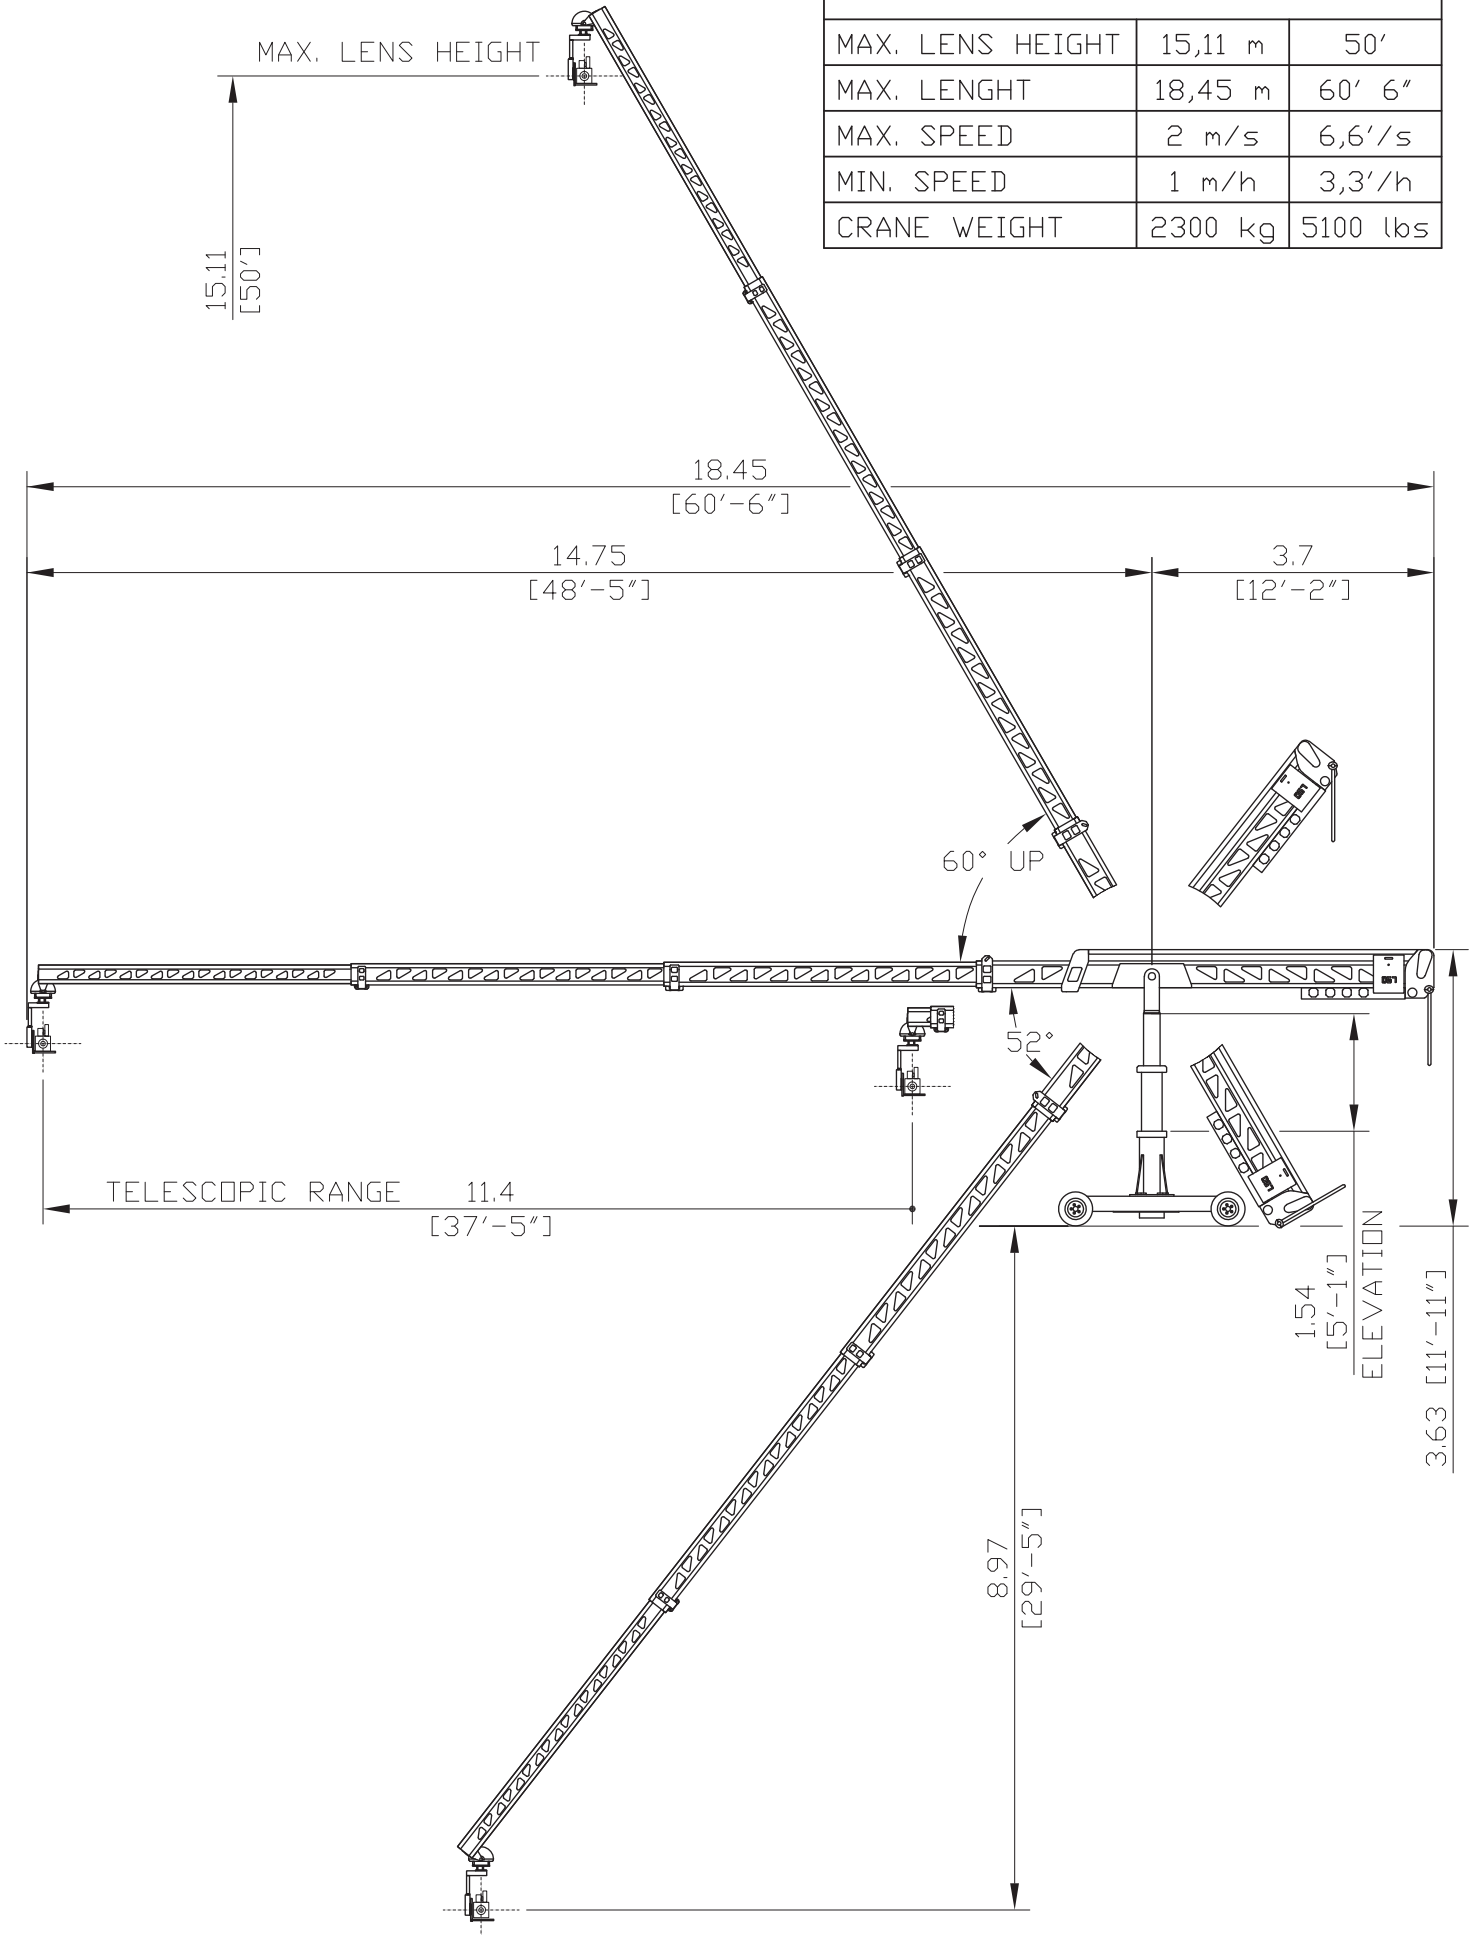 MAX. LENS HEIGHT 15,11 m 50′
MAX. LENGHT 18,45 m 60′ 6″
MAX. SPEED 2 m/s 6,6′/s
MIN. SPEED 1 m/h 3,3′/h
CRANE WEIGHT 2300 kg 5100 lbs
MAX. LENS HEIGHT
15.11
[50′]
18.45
[60′-6″]
14.75
[48′-5″]
3.7
[12′-2″]
60° UP
52°
TELESCOPIC RANGE 11.4
[37′-5″]
1.54
[5′-1″]
ELEVATION
3.63 [11′-11″]
8.97
[29′-5″]